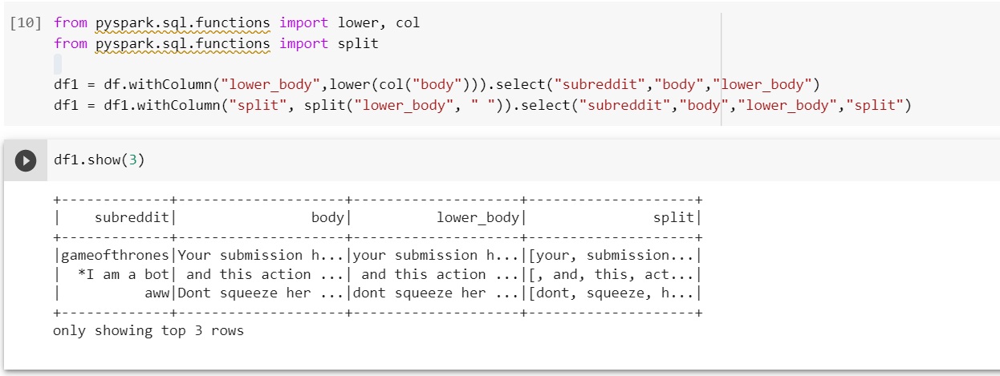 [10] from pyspark.sql.functions import lower, col
from pyspark.sql.functions import split
df1 = df.withColumn("lower_body",lower(col("body"))).select("subreddit","body","lower_body")
df1 = df1.withColumn("split", split("lower_body", " ")).select("subreddit","body","lower_body","split")
df1.show(3)
+-------------+--------------------+--------------------+--------------------+
|    subreddit|                body|          lower_body|               split|
+-------------+--------------------+--------------------+--------------------+
|gameofthrones|Your submission h...|your submission h...|[your, submission...|
|  *I am a bot| and this action ...| and this action ...|[, and, this, act...|
|          aww|Dont squeeze her ...|dont squeeze her ...|[dont, squeeze, h...|
+-------------+--------------------+--------------------+--------------------+
only showing top 3 rows